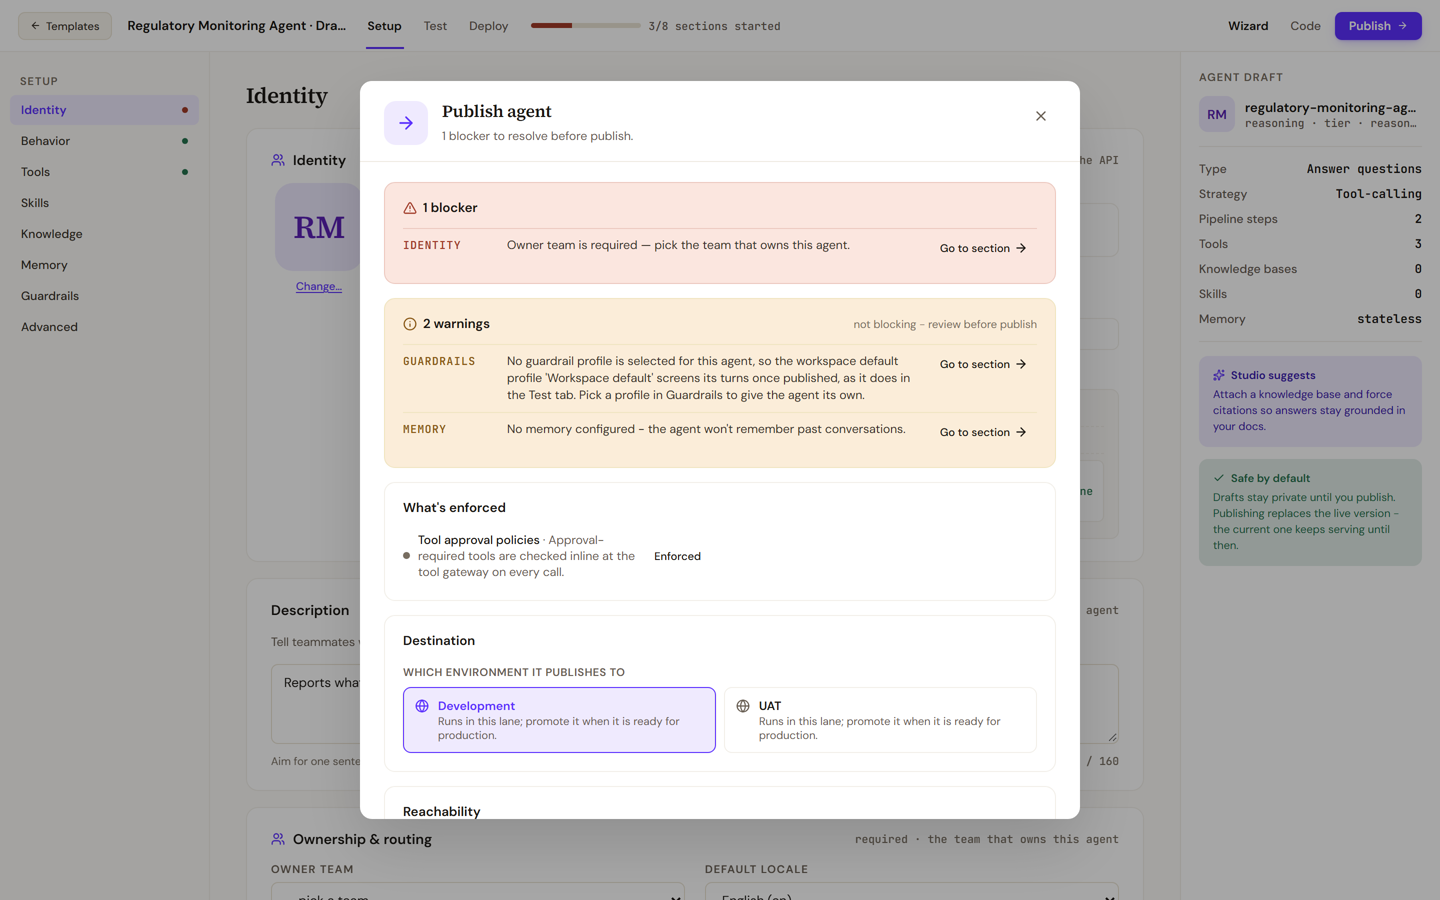 Templates
Regulatory Monitoring Agent · Dra...
Setup
Test
Deploy
3/8 sections started
Wizard
Code
Publish
SETUP
Identity
Behavior
Tools
Skills
Knowledge
Memory
Guardrails
Advanced
Identity
Identity
he API
RM
Change...
Description
agent
Tell teammates
Reports wha
Aim for one sente
/ 160
Ownership & routing
required · the team that owns this agent
OWNER TEAM
DEFAULT LOCALE
pick a team
English (en)
ne
Publish agent
1 blocker to resolve before publish.
1 blocker
IDENTITY
Owner team is required — pick the team that owns this agent.
Go to section
2 warnings
not blocking – review before publish
GUARDRAILS
No guardrail profile is selected for this agent, so the workspace default
profile 'Workspace default' screens its turns once published, as it does in
the Test tab. Pick a profile in Guardrails to give the agent its own.
Go to section
MEMORY
No memory configured – the agent won't remember past conversations.
Go to section
What's enforced
Tool approval policies · Approval-
required tools are checked inline at the
tool gateway on every call.
Enforced
Destination
WHICH ENVIRONMENT IT PUBLISHES TO
Development
Runs in this lane; promote it when it is ready for
production.
UAT
Runs in this lane; promote it when it is ready for
production.
Reachability
AGENT DRAFT
RM
regulatory-monitoring-ag...
reasoning · tier · reason...
Type Answer questions
Strategy Tool-calling
Pipeline steps 2
Tools 3
Knowledge bases 0
Skills 0
Memory stateless
Studio suggests
Attach a knowledge base and force
citations so answers stay grounded in
your docs.
Safe by default
Drafts stay private until you publish.
Publishing replaces the live version –
the current one keeps serving until
then.